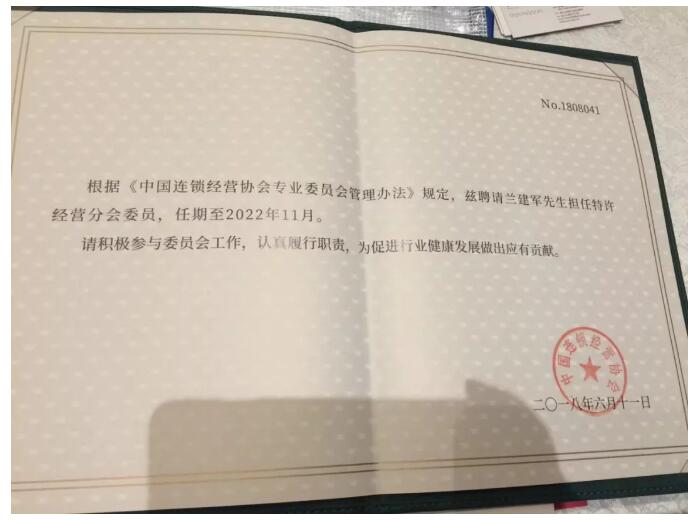 No.1808041
根据《中国连锁经营协会专业委员会管理办法》规定，兹聘请兰建军先生担任特许
经营分会委员，任期至2022年11月。
请积极参与委员会工作，认真履行职责，为促进行业健康发展做出应有贡献。
中国连锁经营协会
二〇一八年六月十一日